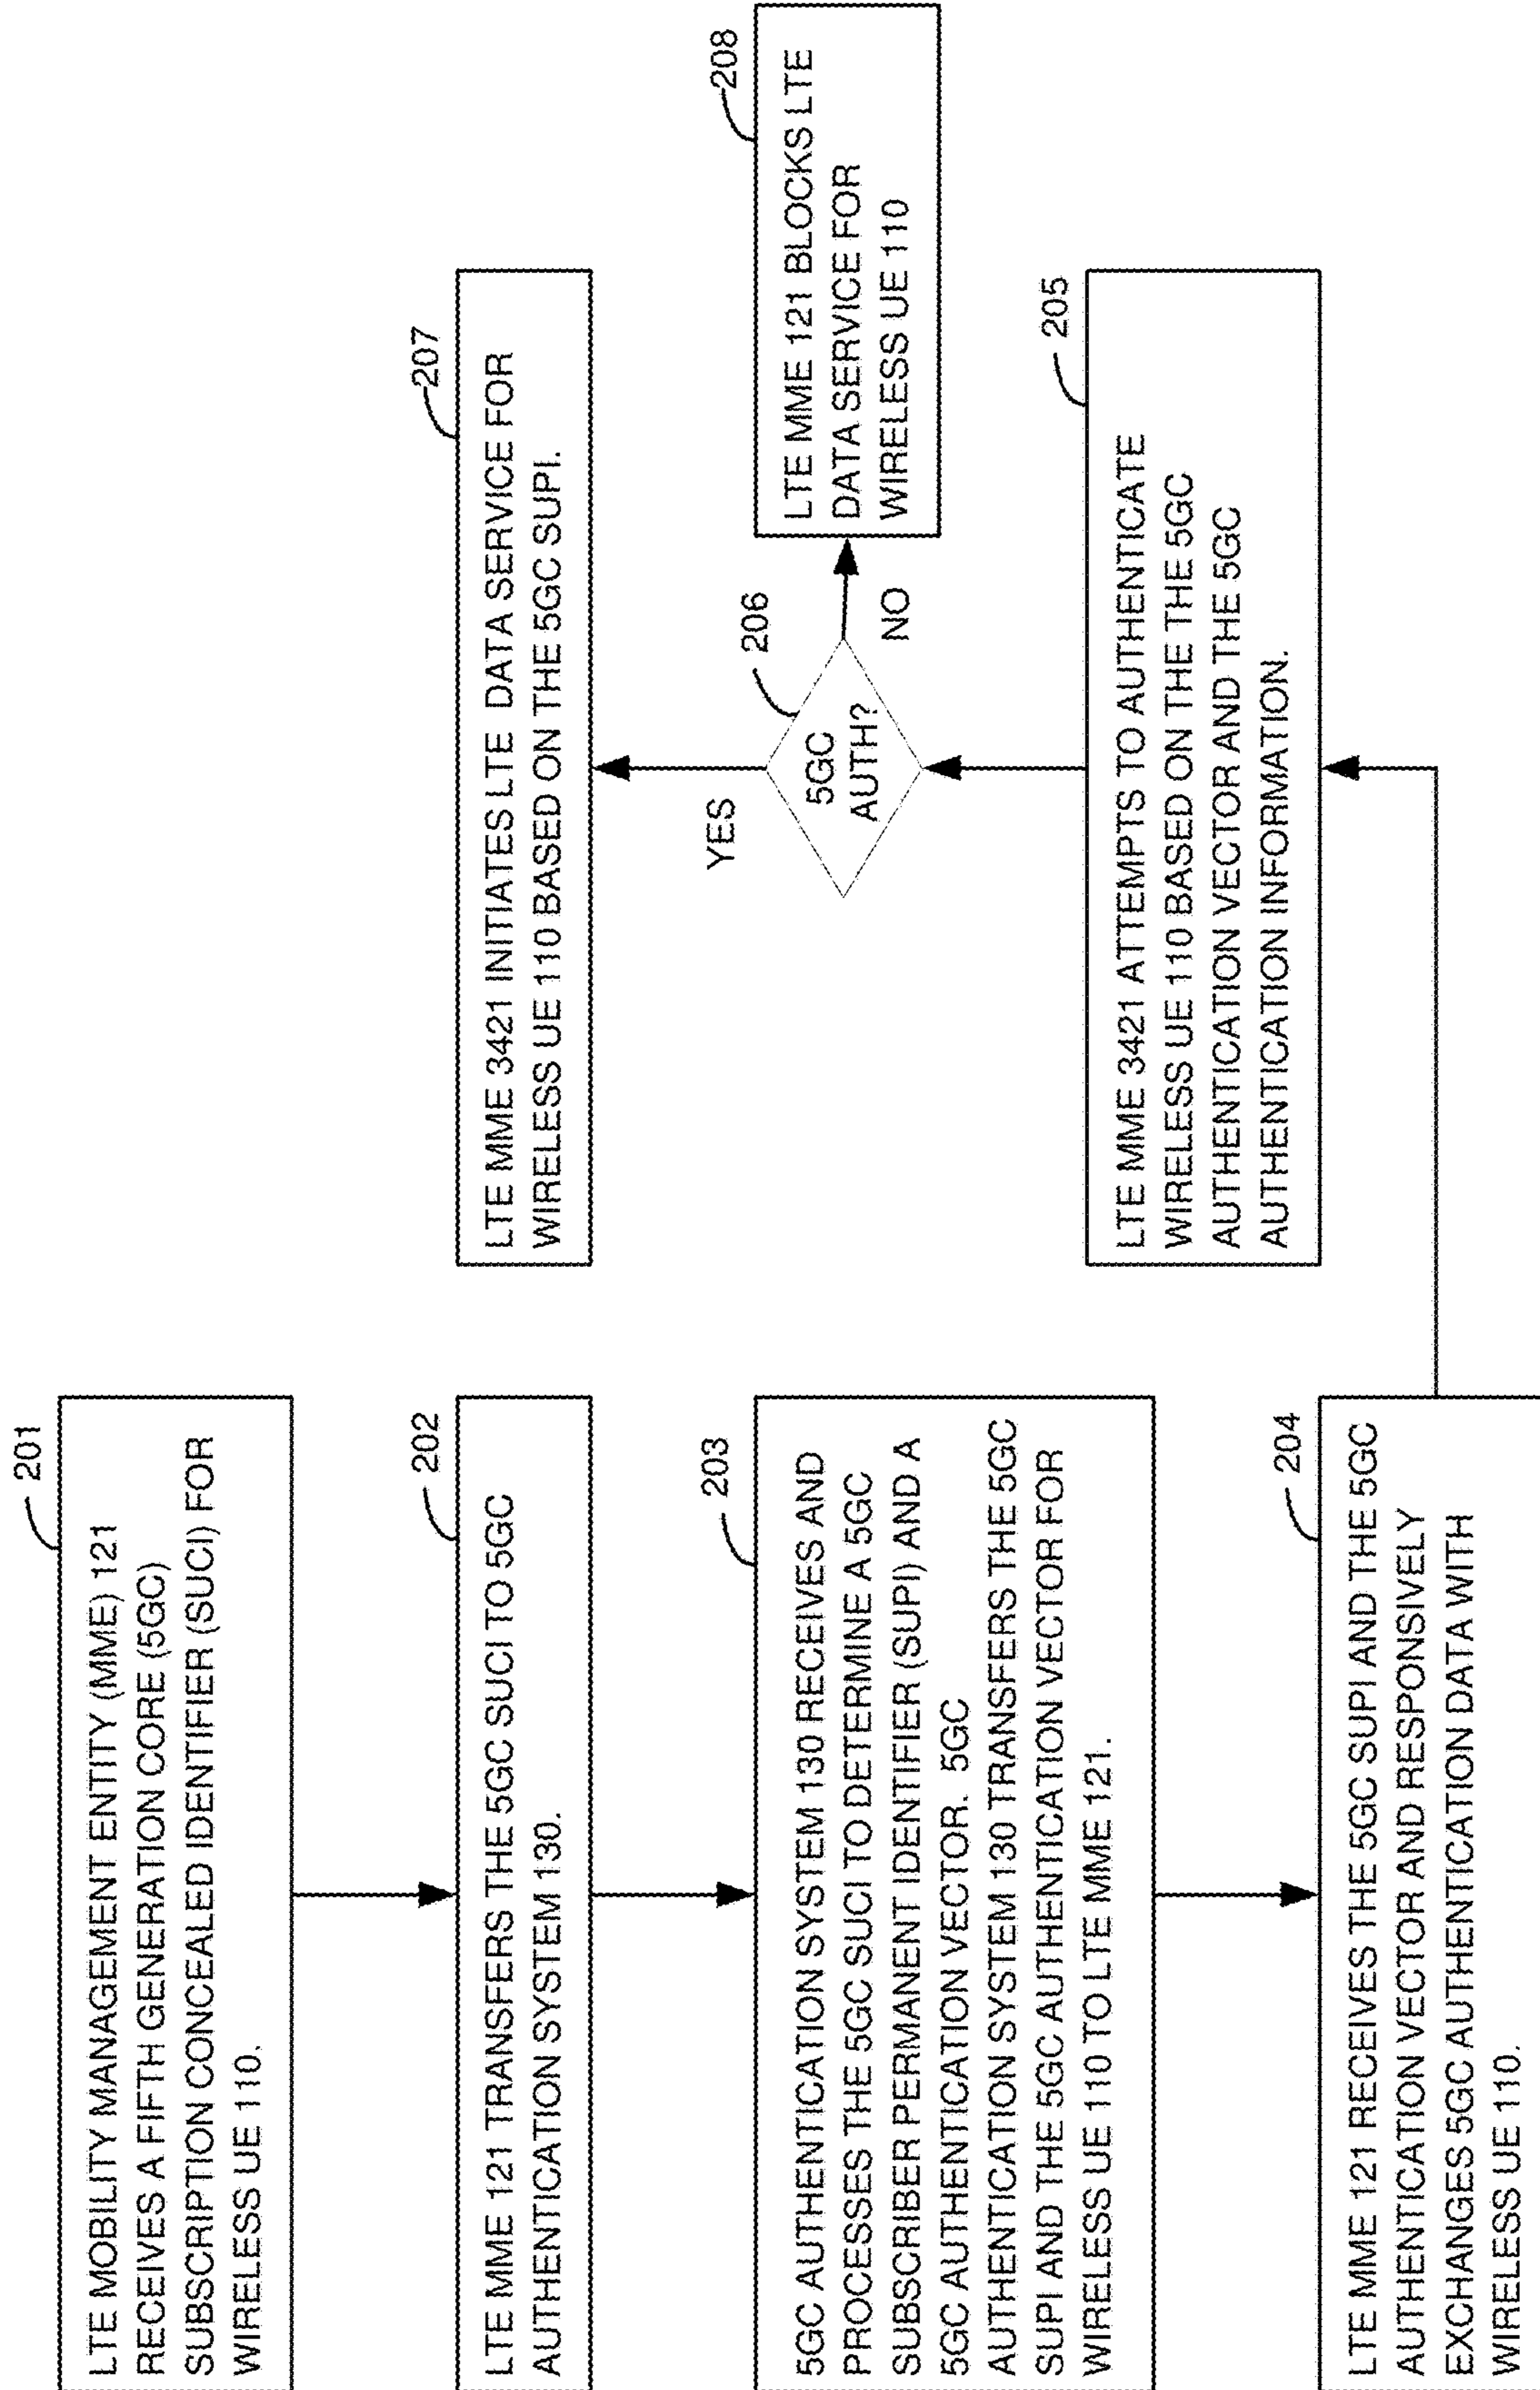 201
LTE MOBILITY MANAGEMENT ENTITY (MME) 121
RECEIVES A FIFTH GENERATION CORE (5GC)
SUBSCRIPTION CONCEALED IDENTIFIER (SUCI) FOR
WIRELESS UE 110.
202
LTE MME 121 TRANSFERS THE 5GC SUCI TO 5GC
AUTHENTICATION SYSTEM 130.
203
5GC AUTHENTICATION SYSTEM 130 RECEIVES AND
PROCESSES THE 5GC SUCI TO DETERMINE A 5GC
SUBSCRIBER PERMANENT IDENTIFIER (SUPI) AND A
5GC AUTHENTICATION VECTOR. 5GC
AUTHENTICATION SYSTEM 130 TRANSFERS THE 5GC
SUPI AND THE 5GC AUTHENTICATION VECTOR FOR
WIRELESS UE 110 TO LTE MME 121.
204
LTE MME 121 RECEIVES THE 5GC SUPI AND THE 5GC
AUTHENTICATION VECTOR AND RESPONSIVELY
EXCHANGES 5GC AUTHENTICATION DATA WITH
WIRELESS UE 110.
205
LTE MME 3421 ATTEMPTS TO AUTHENTICATE
WIRELESS UE 110 BASED ON THE THE 5GC
AUTHENTICATION VECTOR AND THE 5GC
AUTHENTICATION INFORMATION.
206
5GC
AUTH?
YES
NO
207
LTE MME 3421 INITIATES LTE DATA SERVICE FOR
WIRELESS UE 110 BASED ON THE 5GC SUPI.
208
LTE MME 121 BLOCKS LTE
DATA SERVICE FOR
WIRELESS UE 110